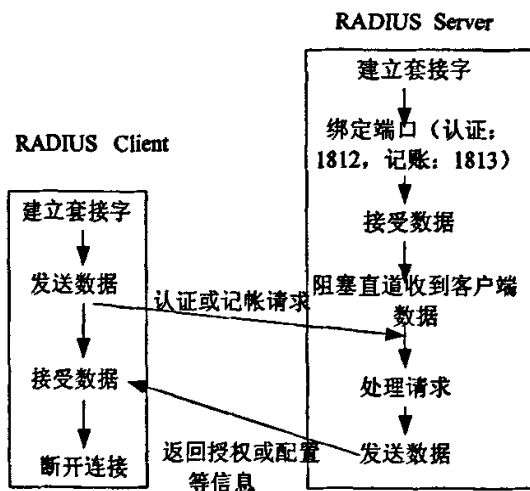 RADIUS Server
建立套接字
绑定端口（认证：
1812，记账：1813）
接受数据
阻塞直道收到客户端
数据
处理请求
发送数据
RADIUS Client
建立套接字
发送数据
接受数据
断开连接
认证或记帐请求
返回授权或配置
等信息